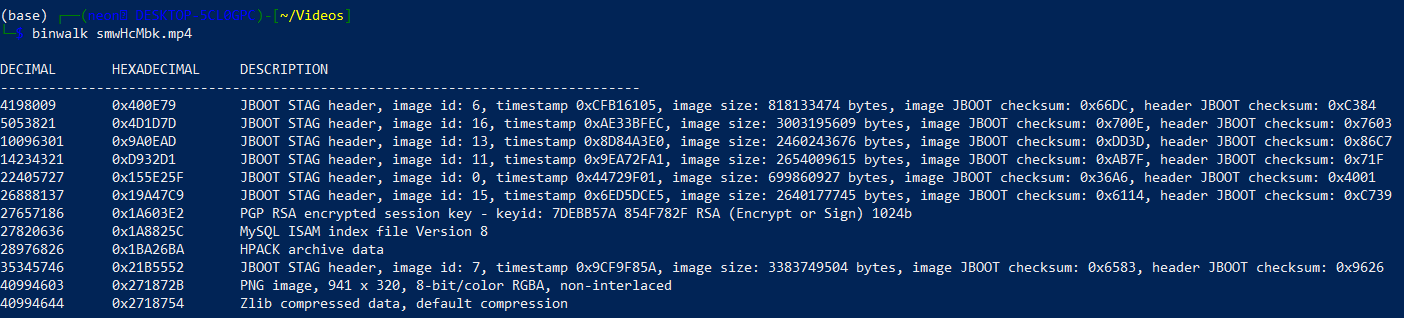 (base) ┌──( )-[~/Videos]
└─$ binwalk smwHcMbk.mp4
DECIMAL       HEXADECIMAL     DESCRIPTION
--------------------------------------------------------------------------------
4198009       0x400E79        JBOOT STAG header, image id: 6, timestamp 0xCFB16105, image size: 818133474 bytes, image JBOOT checksum: 0x66DC, header JBOOT checksum: 0xC384
5053821       0x4D1D7D        JBOOT STAG header, image id: 16, timestamp 0xAE33BFEC, image size: 3003195609 bytes, image JBOOT checksum: 0x700E, header JBOOT checksum: 0x7603
10096301      0x9A0EAD        JBOOT STAG header, image id: 13, timestamp 0x8D84A3E0, image size: 2460243676 bytes, image JBOOT checksum: 0xDD3D, header JBOOT checksum: 0x86C7
14234321      0xD932D1        JBOOT STAG header, image id: 11, timestamp 0x9EA72FA1, image size: 2654009615 bytes, image JBOOT checksum: 0xAB7F, header JBOOT checksum: 0x71F
22405727      0x155E25F       JBOOT STAG header, image id: 0, timestamp 0x44729F01, image size: 699860927 bytes, image JBOOT checksum: 0x36A6, header JBOOT checksum: 0x4001
26888137      0x19A47C9       JBOOT STAG header, image id: 15, timestamp 0x6ED5DCE5, image size: 2640177745 bytes, image JBOOT checksum: 0x6114, header JBOOT checksum: 0xC739
27657186      0x1A603E2       PGP RSA encrypted session key - keyid: 7DEBB57A 854F782F RSA (Encrypt or Sign) 1024b
27820636      0x1A8825C       MySQL ISAM index file Version 8
28976826      0x1BA26BA       HPACK archive data
35345746      0x21B5552       JBOOT STAG header, image id: 7, timestamp 0x9CF9F85A, image size: 3383749504 bytes, image JBOOT checksum: 0x6583, header JBOOT checksum: 0x9626
40994603      0x271872B       PNG image, 941 x 320, 8-bit/color RGBA, non-interlaced
40994644      0x2718754       Zlib compressed data, default compression